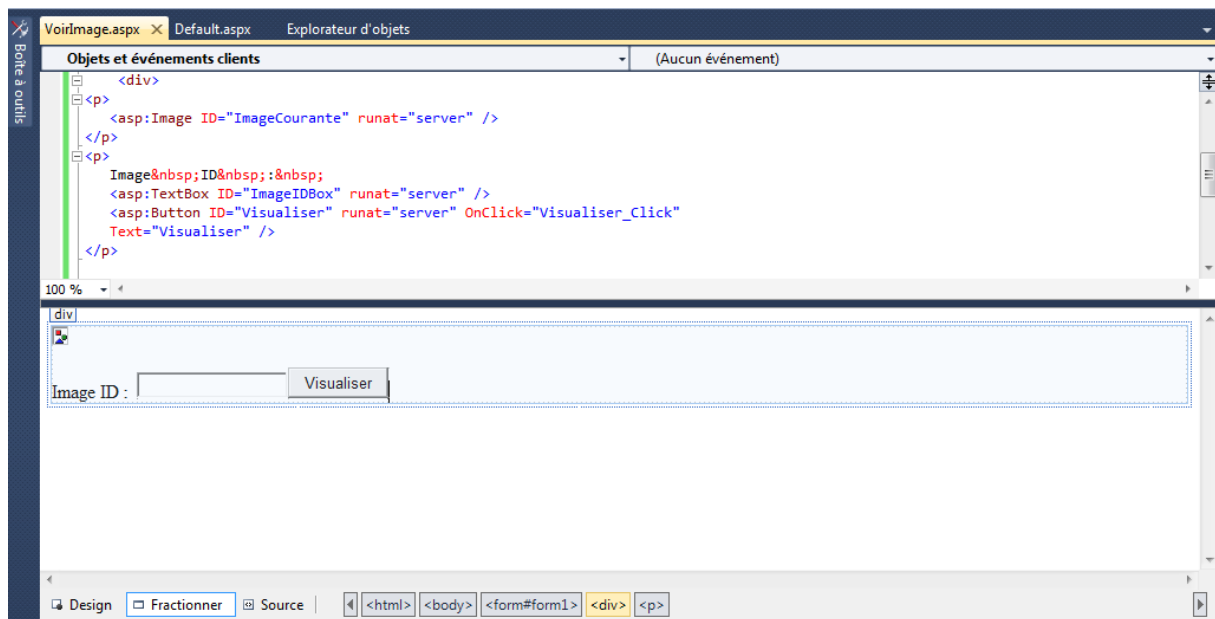 VoirImage.aspx Default.aspx Explorateur d'objets
Boîte à outils
Objets et événements clients (Aucun événement)
<div>
<p>
<asp:Image ID="ImageCourante" runat="server" />
</p>
<p>
Image&nbsp;ID&nbsp;:&nbsp;
<asp:TextBox ID="ImageIDBox" runat="server" />
<asp:Button ID="Visualiser" runat="server" OnClick="Visualiser_Click"
Text="Visualiser" />
</p>
100 %
div
Image ID : Visualiser
Design Fractionner Source <html> <body> <form#form1> <div> <p>